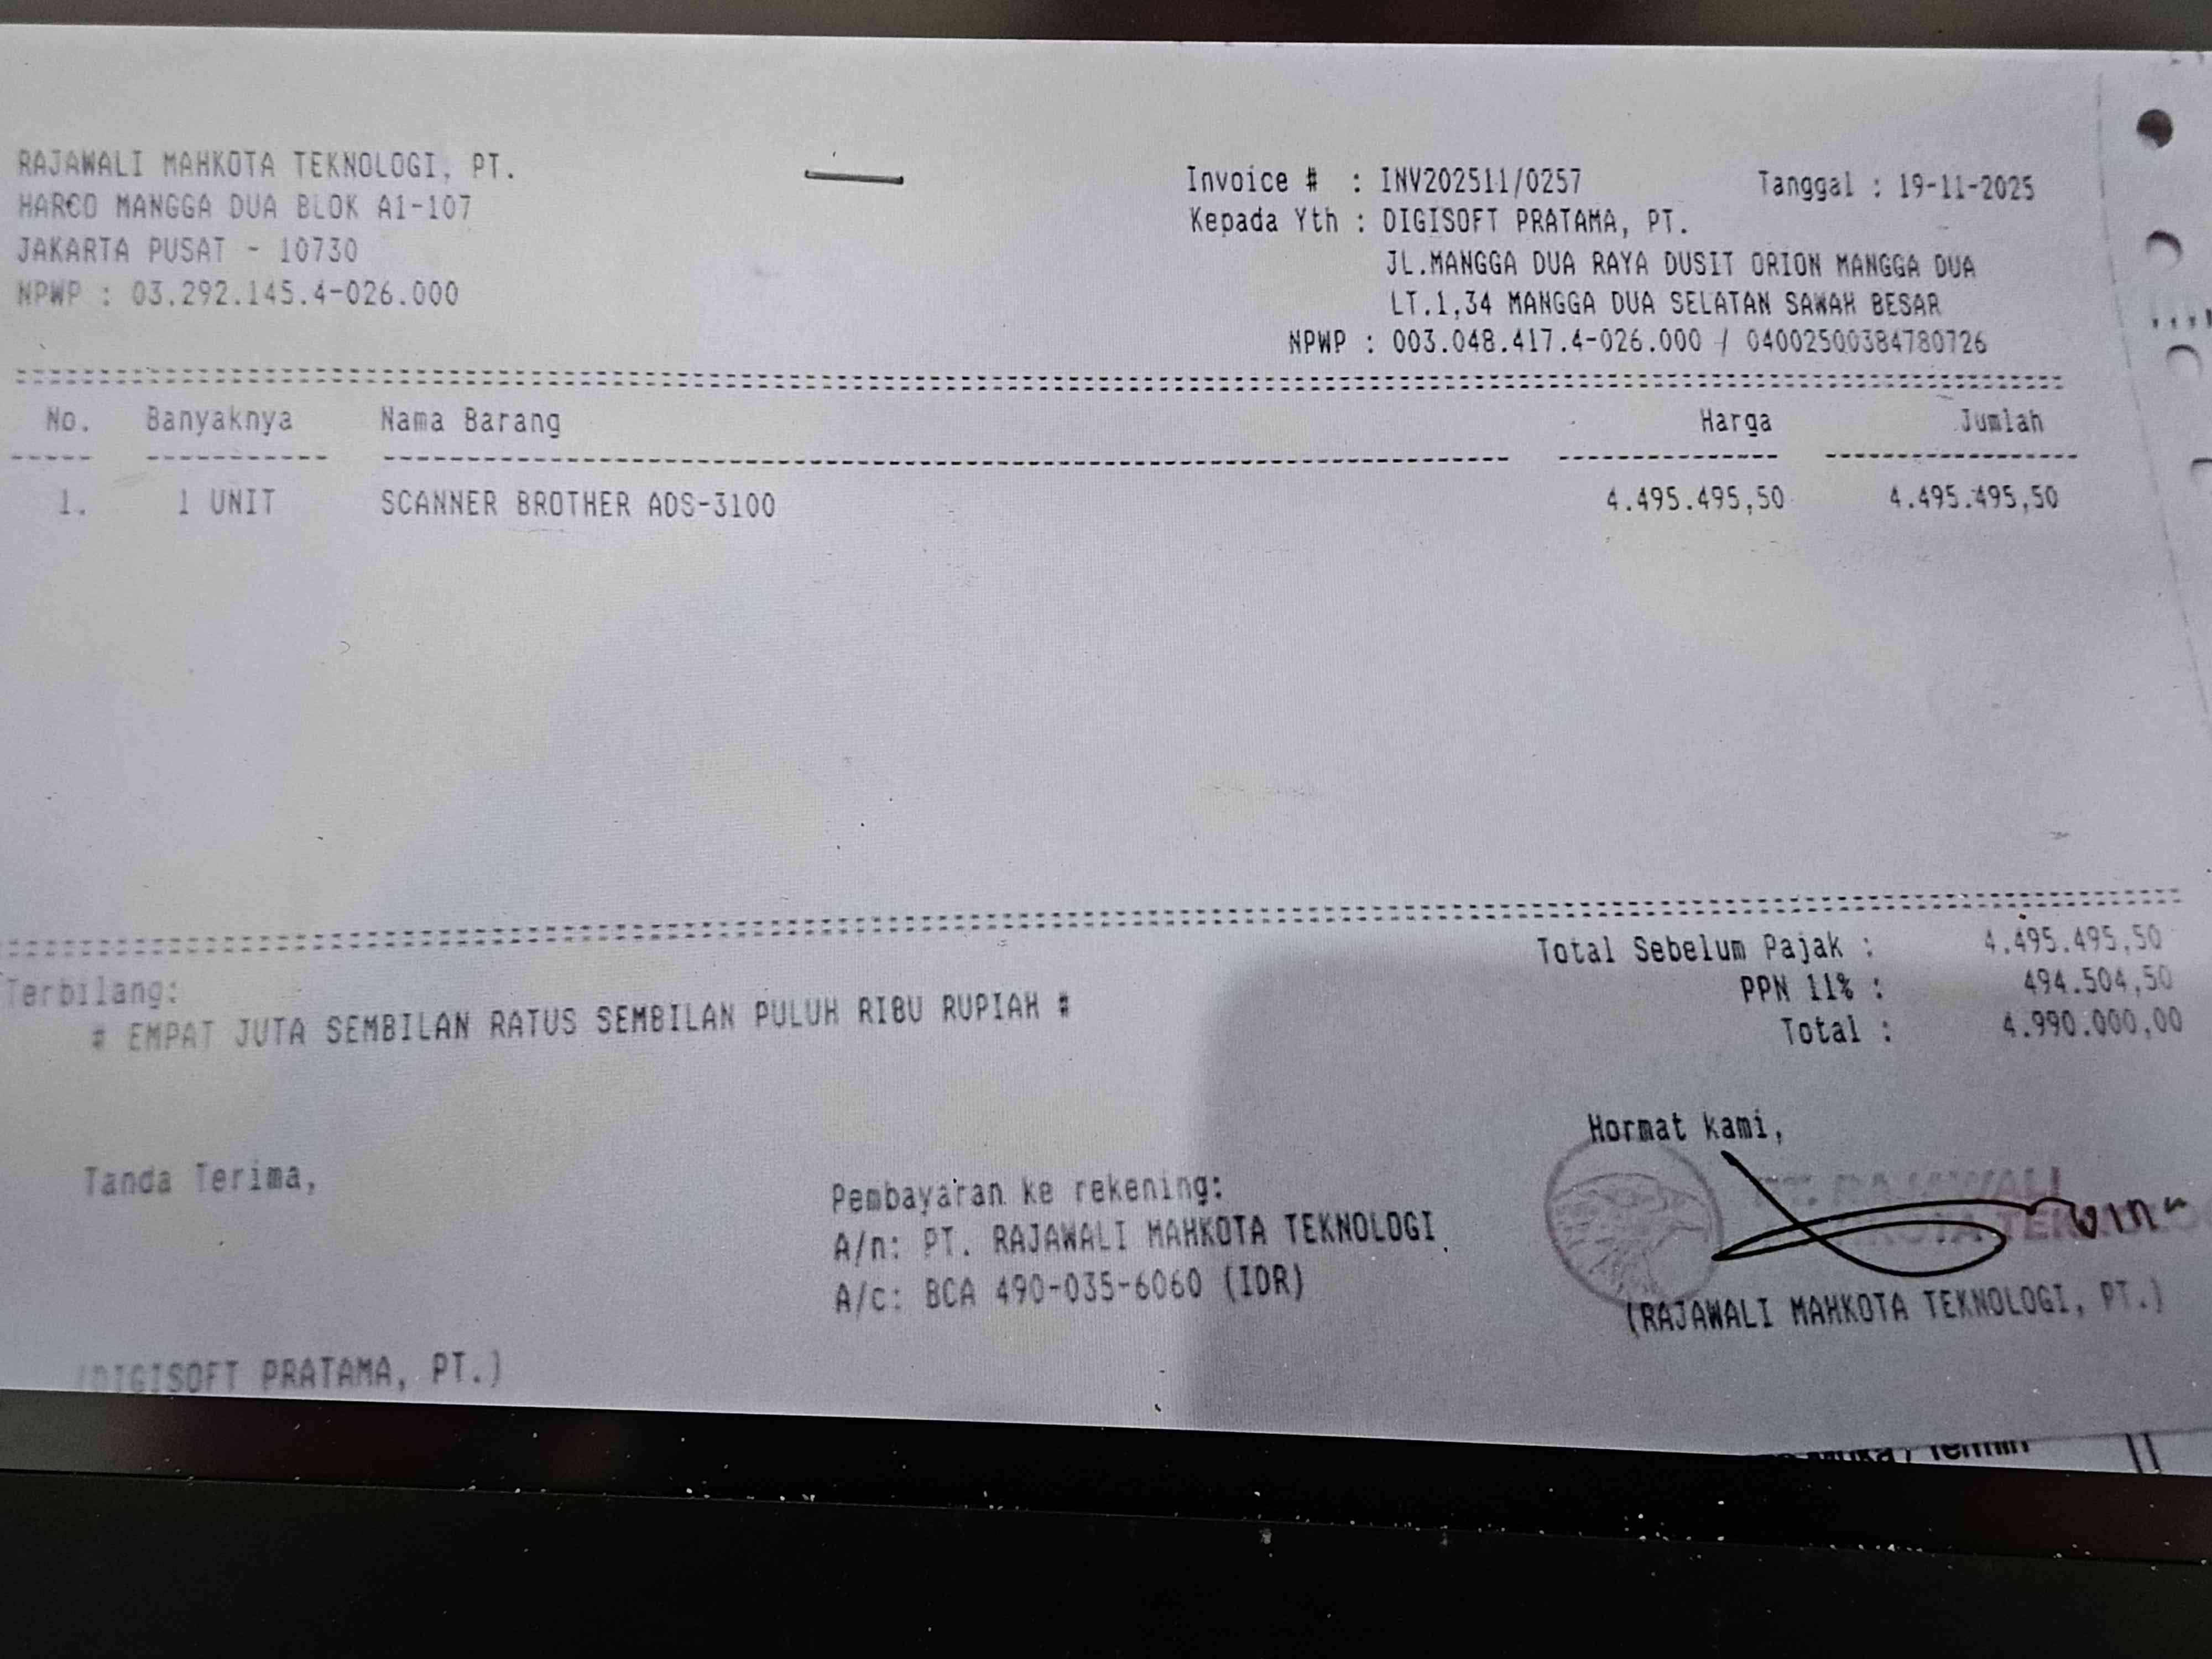 RAJAWALI MAHKOTA TEKNOLOGI, PT.
HARCO MANGGA DUA BLOK A1-107
JAKARTA PUSAT - 10730
NPWP : 03.292.145.4-026.000
Invoice # : INV202511/0257 Tanggal : 19-11-2025
Kepada Yth : DIGISOFT PRATAMA, PT.
JL.MANGGA DUA RAYA DUSIT ORION MANGGA DUA
LT.1,34 MANGGA DUA SELATAN SAWAH BESAR
NPWP : 003.048.417.4-026.000 / 04002500384780726
No. Banyaknya Nama Barang Harga Jumlah
1. 1 UNIT SCANNER BROTHER ADS-3100 4.495.495,50 4.495.495,50
Total Sebelum Pajak : 4.495.495,50
PPN 11% : 494.504,50
Total : 4.990.000,00
Terbilang:
# EMPAT JUTA SEMBILAN RATUS SEMBILAN PULUH RIBU RUPIAH #
Tanda Terima,
(DIGISOFT PRATAMA, PT.)
Pembayaran ke rekening:
A/n: PT. RAJAWALI MAHKOTA TEKNOLOGI
A/c: BCA 490-035-6060 (IDR)
Hormat kami,
PT. RAJAWALI
(RAJAWALI MAHKOTA TEKNOLOGI, PT.)
Termin